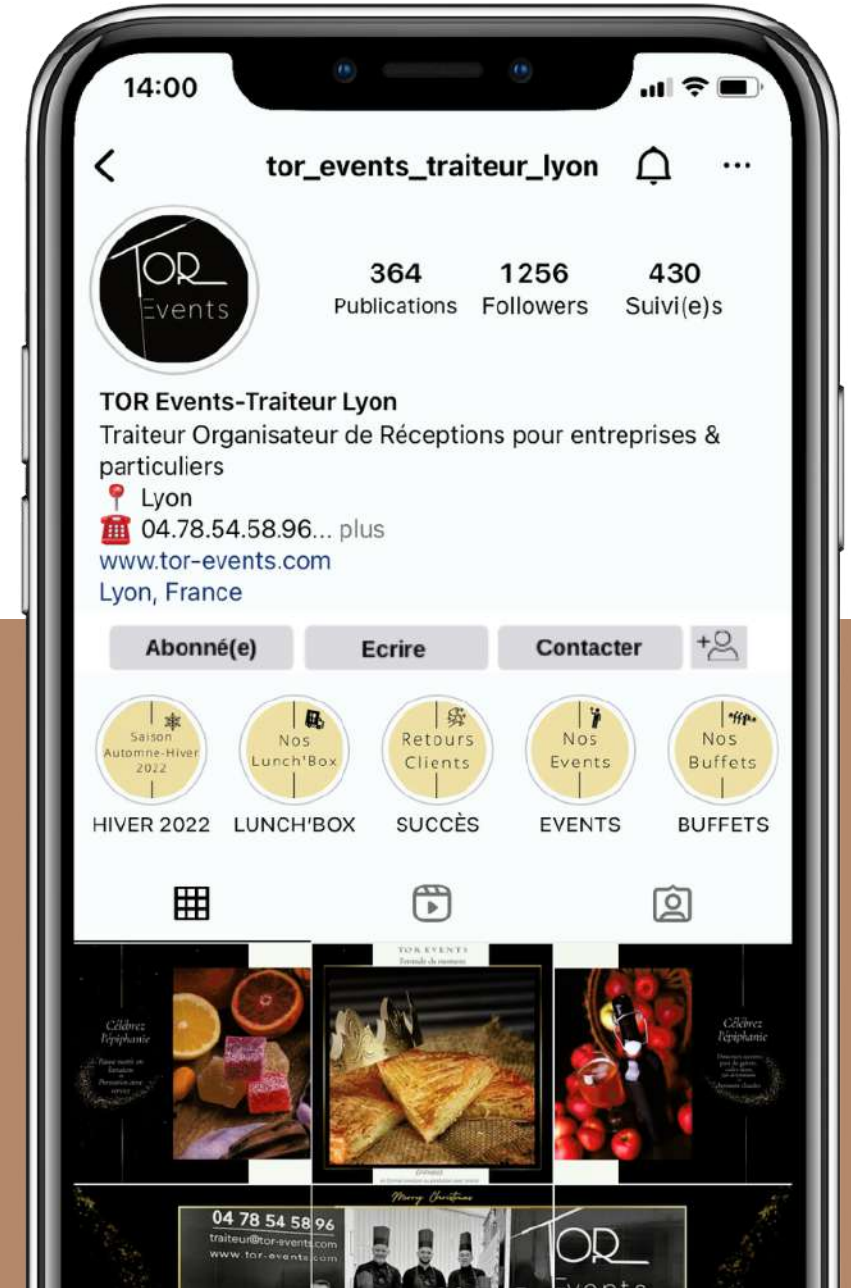 14:00
tor_events_traiteur_lyon
TOR
Events
364 1256 430
Publications Followers Suivi(e)s
TOR Events-Traiteur Lyon
Traiteur Organisateur de Réceptions pour entreprises &
particuliers
Lyon
04.78.54.58.96... plus
www.tor-events.com
Lyon, France
Abonné(e) Ecrire Contacter
Saison
Automne-Hiver
2022
Nos
Lunch'Box
Retours
Clients
Nos
Events
Nos
Buffets
HIVER 2022 LUNCH'BOX SUCCÈS EVENTS BUFFETS
TOR EVENTS
Célébrez
l'épiphanie
Célébrez
l'épiphanie
Merry Christmas
04 78 54 58 96
traiteur@tor-events.com
www.tor-events.com
TOR
Events